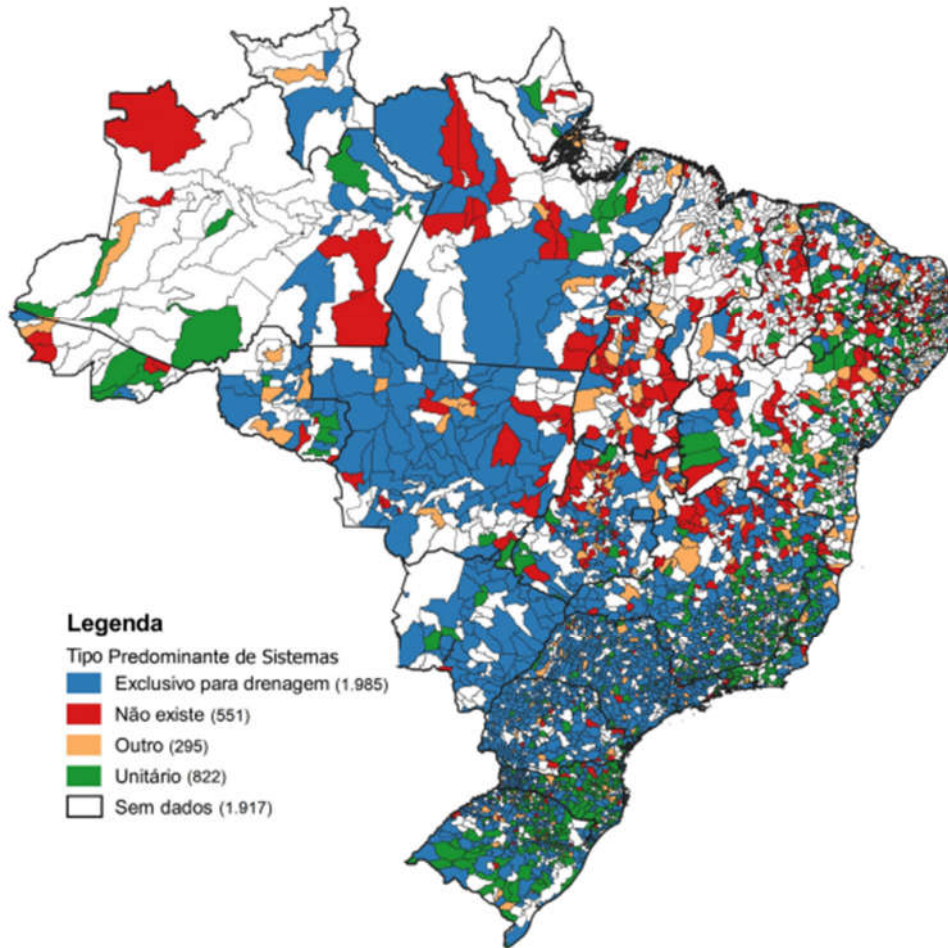 Legenda
Tipo Predominante de Sistemas
Exclusivo para drenagem (1.985)
Não existe (551)
Outro (295)
Unitário (822)
Sem dados (1.917)